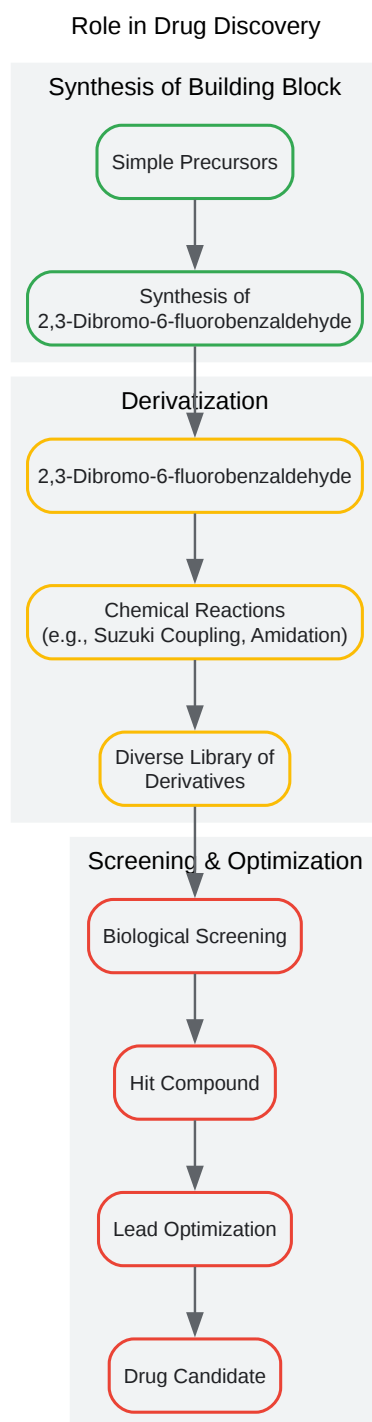 Role in Drug Discovery
Synthesis of Building Block
Simple Precursors
Synthesis of
2,3-Dibromo-6-fluorobenzaldehyde
Derivatization
2,3-Dibromo-6-fluorobenzaldehyde
Chemical Reactions
(e.g., Suzuki Coupling, Amidation)
Diverse Library of
Derivatives
Screening & Optimization
Biological Screening
Hit Compound
Lead Optimization
Drug Candidate